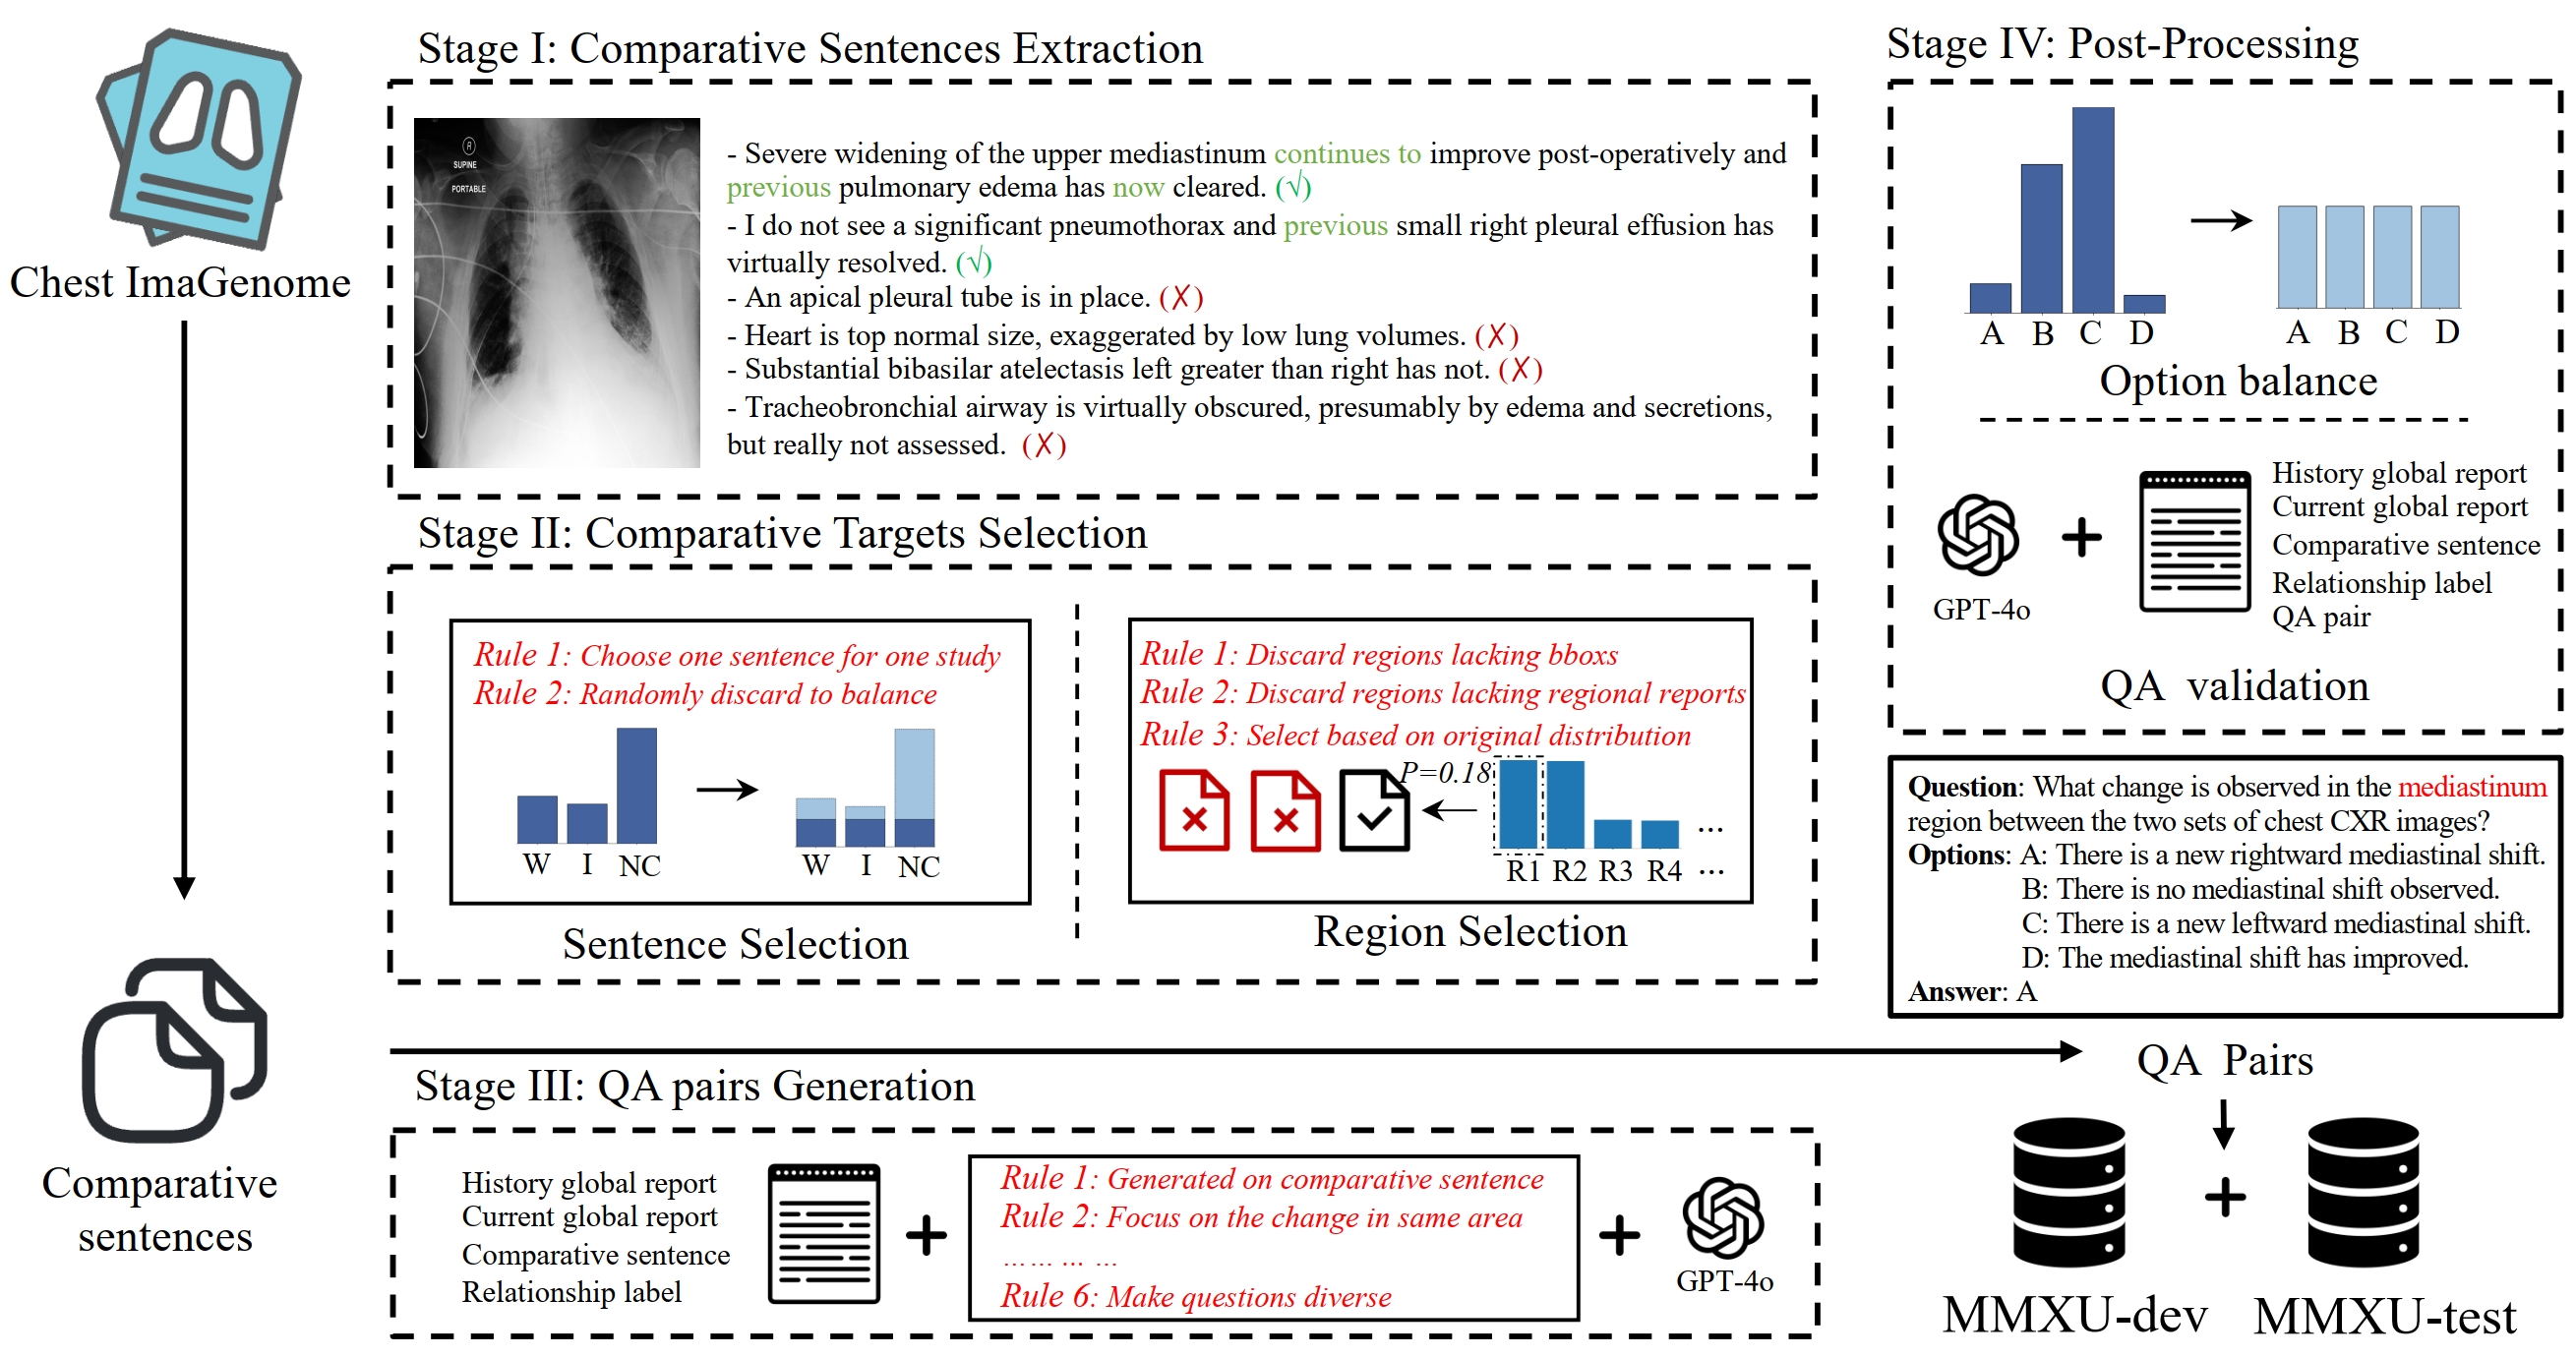 Chest ImaGenome
Comparative
sentences
Stage I: Comparative Sentences Extraction
A
SUPINE
PORTABLE
- Severe widening of the upper mediastinum continues to improve post-operatively and
previous pulmonary edema has now cleared. (√)
- I do not see a significant pneumothorax and previous small right pleural effusion has
virtually resolved. (√)
- An apical pleural tube is in place. (✗)
- Heart is top normal size, exaggerated by low lung volumes. (✗)
- Substantial bibasilar atelectasis left greater than right has not. (✗)
- Tracheobronchial airway is virtually obscured, presumably by edema and secretions,
but really not assessed. (✗)
Stage II: Comparative Targets Selection
Rule 1: Choose one sentence for one study
Rule 2: Randomly discard to balance
W I NC
W I NC
Sentence Selection
Rule 1: Discard regions lacking bboxs
Rule 2: Discard regions lacking regional reports
Rule 3: Select based on original distribution
P=0.18
...
R1 R2 R3 R4 ...
Region Selection
Stage III: QA pairs Generation
History global report
Current global report
Comparative sentence
Relationship label
+
Rule 1: Generated on comparative sentence
Rule 2: Focus on the change in same area
... ... ... ...
Rule 6: Make questions diverse
+
GPT-4o
Stage IV: Post-Processing
A B C D
A B C D
Option balance
GPT-4o
+
History global report
Current global report
Comparative sentence
Relationship label
QA pair
QA validation
Question: What change is observed in the mediastinum
region between the two sets of chest CXR images?
Options: A: There is a new rightward mediastinal shift.
B: There is no mediastinal shift observed.
C: There is a new leftward mediastinal shift.
D: The mediastinal shift has improved.
Answer: A
QA Pairs
+
MMXU-dev
MMXU-test